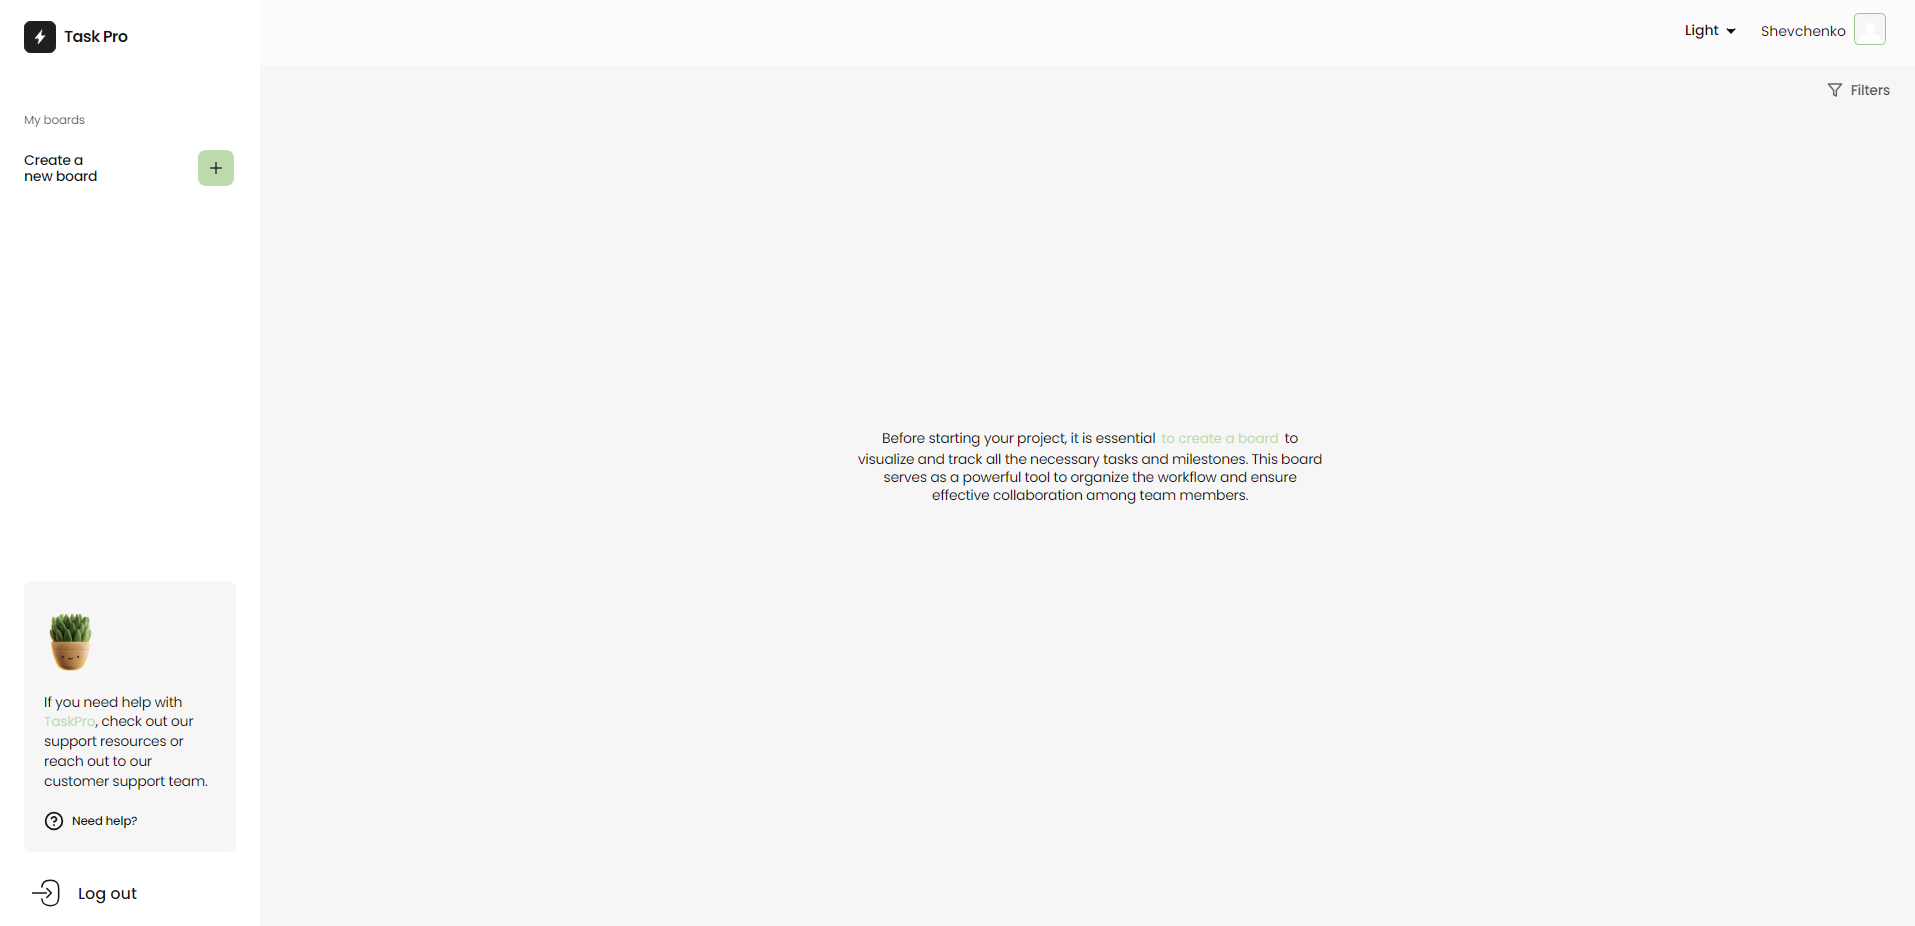 Task Pro
Light
Shevchenko
Filters
My boards
Create a
new board
Before starting your project, it is essential to create a board to
visualize and track all the necessary tasks and milestones. This board
serves as a powerful tool to organize the workflow and ensure
effective collaboration among team members.
If you need help with
TaskPro, check out our
support resources or
reach out to our
customer support team.
Need help?
Log out